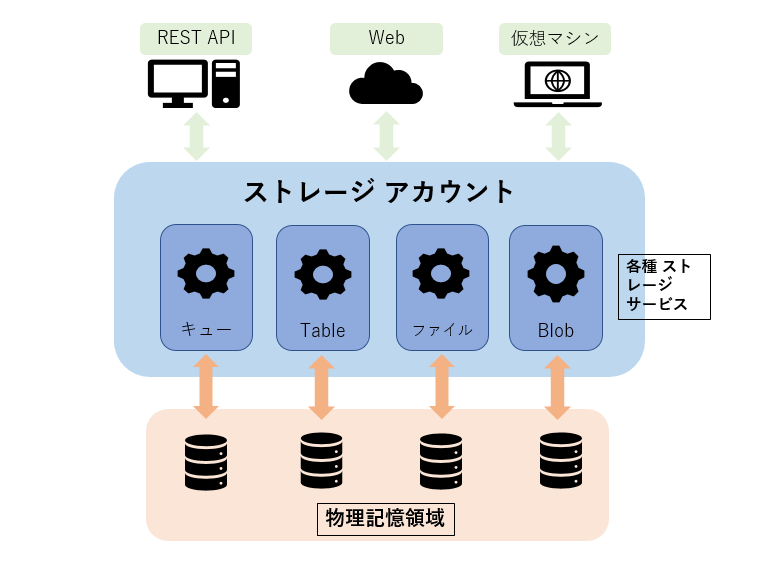 REST API
Web
仮想マシン
ストレージ アカウント
キュー
Table
ファイル
Blob
各種 スト
レージ
サービス
物理記憶領域